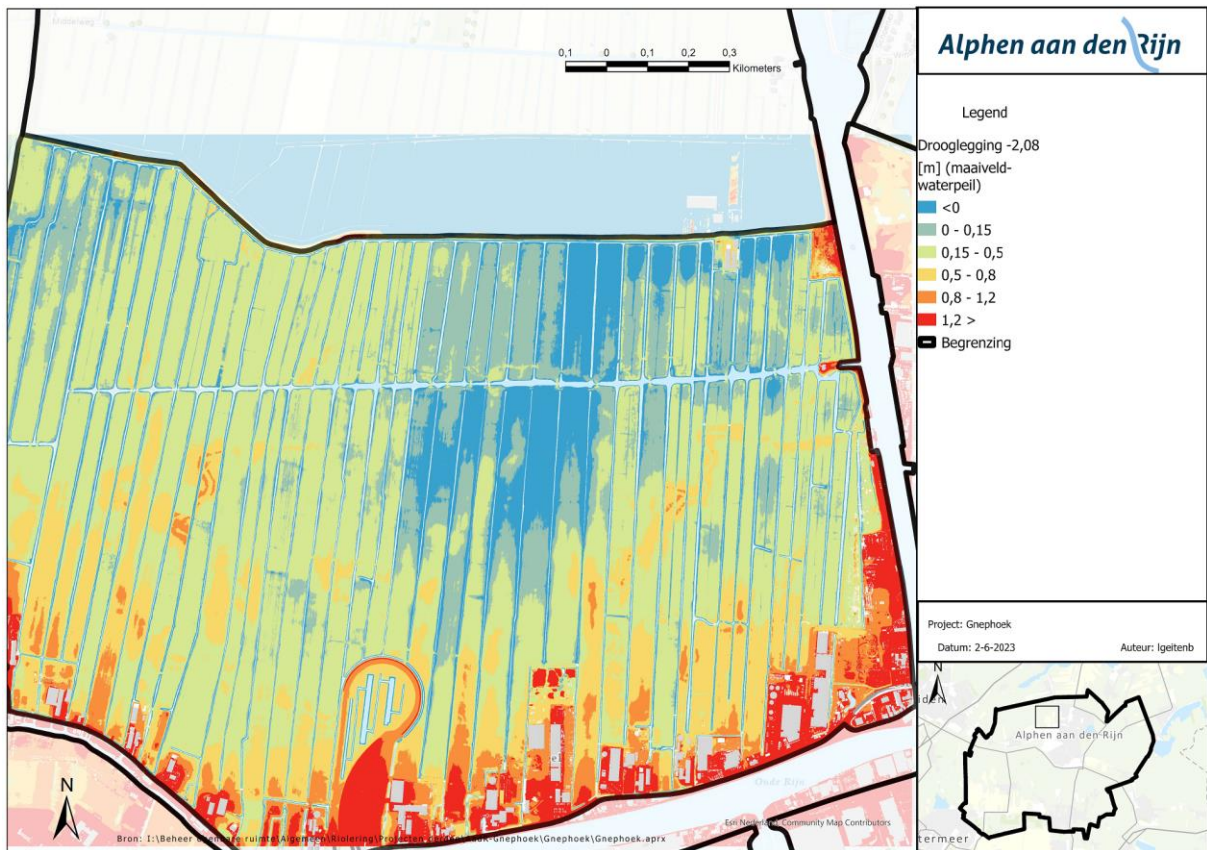 0,1 0 0,1 0,2 0,3
Kilometers
Alphen aan den Rijn
Legend
Drooglegging -2,08
[m] (maaiveld-
waterpeil)
<0
0 - 0,15
0,15 - 0,5
0,5 - 0,8
0,8 - 1,2
1,2 >
Begrenzing
Project: Gnephoek
Datum: 2-6-2023
Auteur: lgeitenb
N
N
Alphen aan den Rijn
iden
termeer
Oude Rijn
Esri Nederland, Community Map Contributors